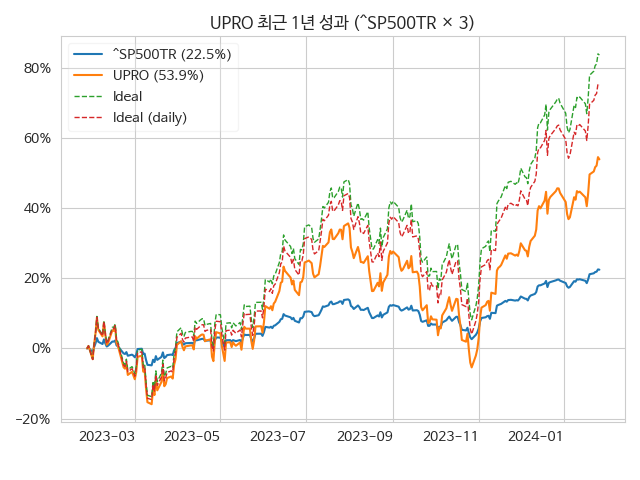 UPRO 최근 1년 성과 (^SP500TR × 3)
^SP500TR (22.5%)
UPRO (53.9%)
Ideal
Ideal (daily)
80%
60%
40%
20%
0%
−20%
2023−03 2023−05 2023−07 2023−09 2023−11 2024−01